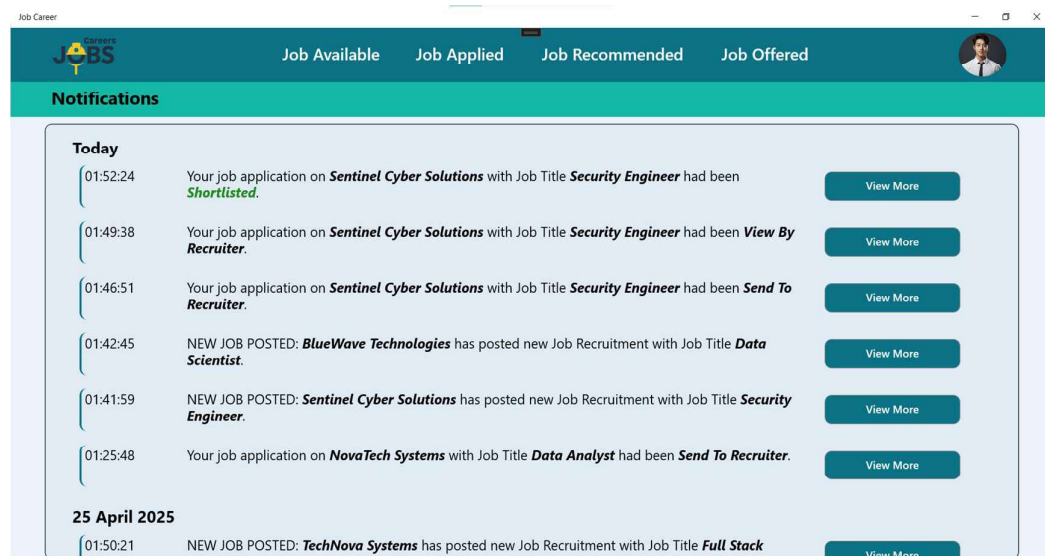 Job Career
Careers
JOBS
Job Available Job Applied Job Recommended Job Offered
Notifications
Today
01:52:24 Your job application on Sentinel Cyber Solutions with Job Title Security Engineer had been
Shortlisted.
View More
01:49:38 Your job application on Sentinel Cyber Solutions with Job Title Security Engineer had been View By
Recruiter.
View More
01:46:51 Your job application on Sentinel Cyber Solutions with Job Title Security Engineer had been Send To
Recruiter.
View More
01:42:45 NEW JOB POSTED: BlueWave Technologies has posted new Job Recruitment with Job Title Data
Scientist.
View More
01:41:59 NEW JOB POSTED: Sentinel Cyber Solutions has posted new Job Recruitment with Job Title Security
Engineer.
View More
01:25:48 Your job application on NovaTech Systems with Job Title Data Analyst had been Send To Recruiter.
View More
25 April 2025
01:50:21 NEW JOB POSTED: TechNova Systems has posted new Job Recruitment with Job Title Full Stack
View More